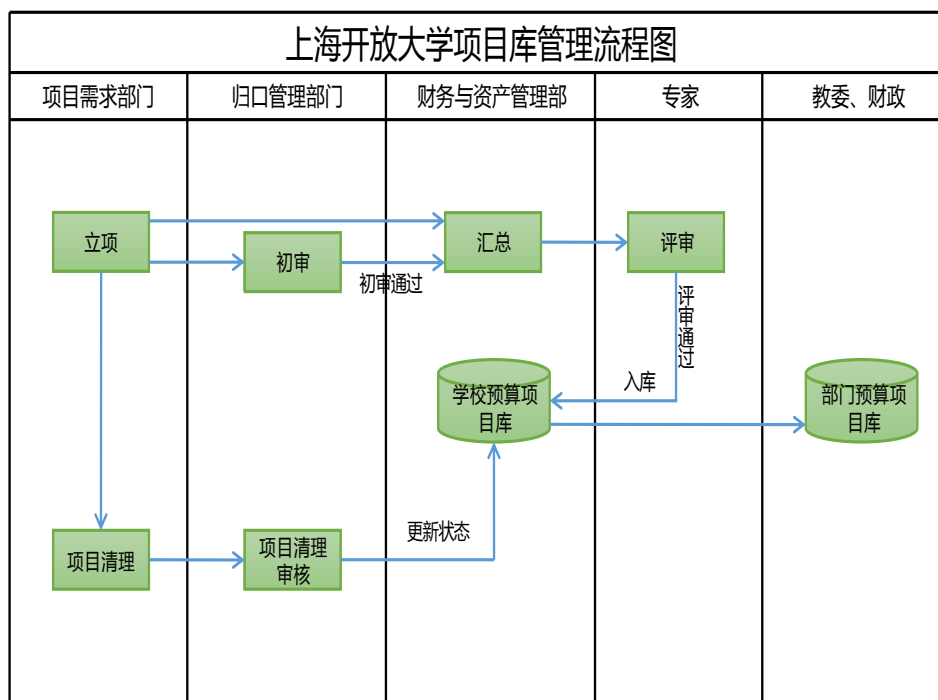 上海开放大学项目库管理流程图
项目需求部门
归口管理部门
财务与资产管理部
专家
教委、财政
立项
初审
初审通过
汇总
评审
评审通过
入库
学校预算项
目库
部门预算项
目库
更新状态
项目清理
项目清理
审核